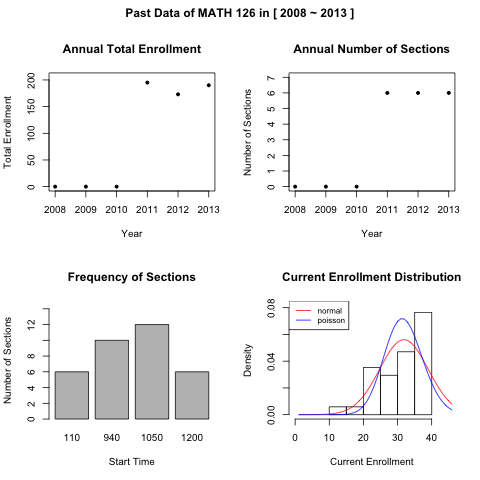 Past Data of MATH 126 in [ 2008 ~ 2013 ]
Annual Total Enrollment
Total Enrollment
200
150
100
50
0
2008 2009 2010 2011 2012 2013
Year
Annual Number of Sections
Number of Sections
7
6
5
4
3
2
1
0
2008 2009 2010 2011 2012 2013
Year
Frequency of Sections
Number of Sections
12
8
6
4
2
0
110 940 1050 1200
Start Time
Current Enrollment Distribution
normal
poisson
Density
0.08
0.04
0.00
0 10 20 30 40
Current Enrollment